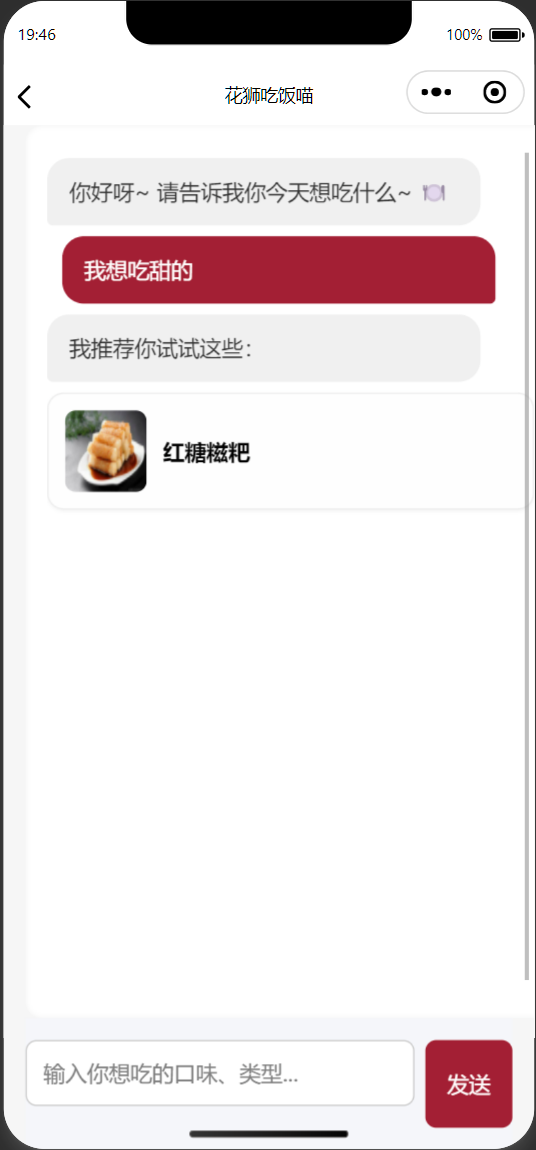 19:46
100%
花狮吃饭喵
你好呀~ 请告诉我你今天想吃什么~ 🍽️
我想吃甜的
我推荐你试试这些：
红糖糍粑
输入你想吃的口味、类型...
发送